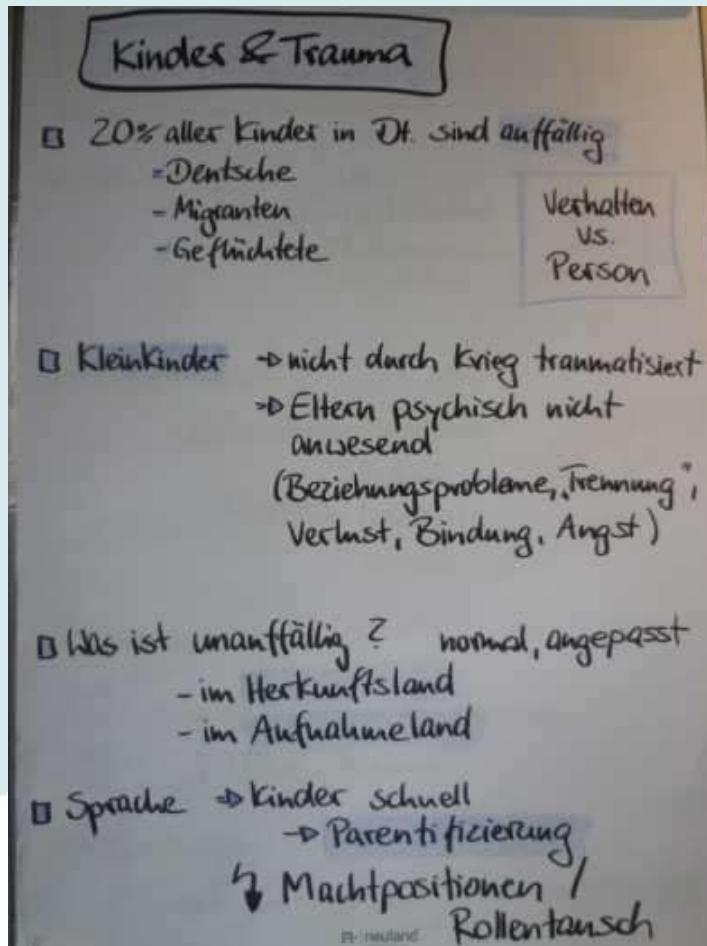 Kinder & Trauma
20% aller Kinder in Dt. sind auffällig
- Deutsche
- Migranten
- Geflüchtete
Verhalten
vs.
Person
Kleinkinder → nicht durch Krieg traumatisiert
→ Eltern psychisch nicht
anwesend
(Beziehungsprobleme, „Trennung“,
Verlust, Bindung, Angst)
Was ist unauffällig? normal, angepasst
- im Herkunftsland
- im Aufnahmeland
Sprache → Kinder schnell
→ Parentifizierung
↯ Machtpositionen /
Rollentausch
neuland